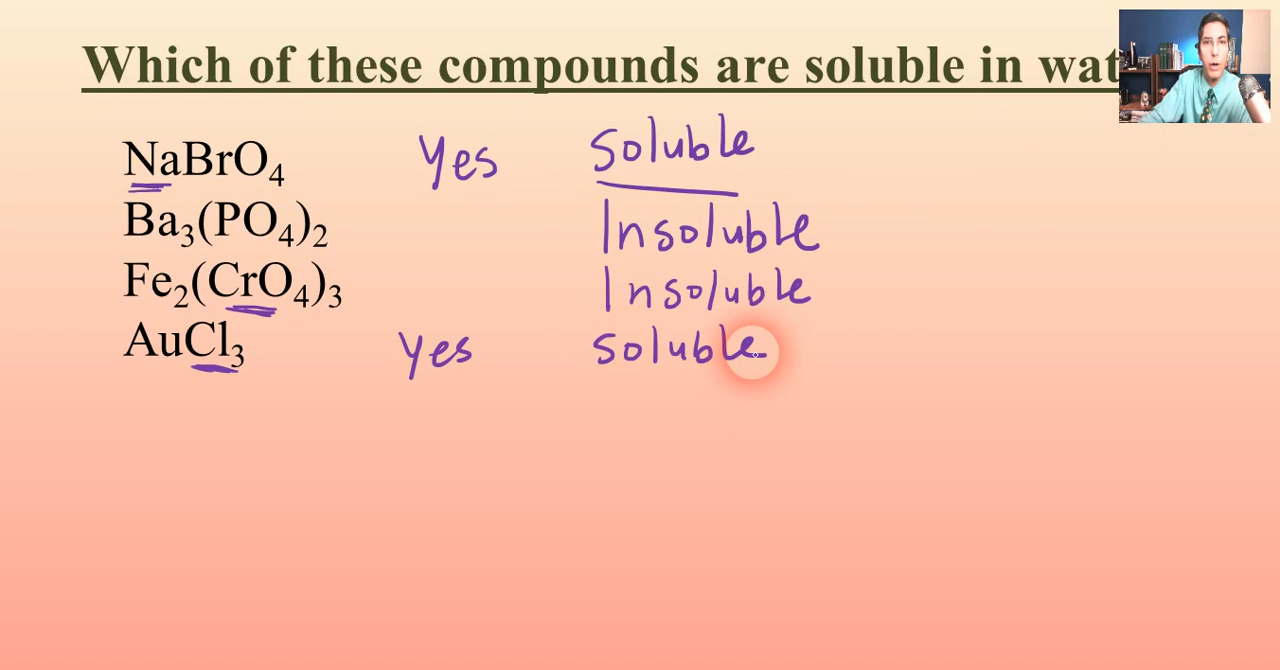 Which of these compounds are soluble in wat
NaBrO₄ Yes Soluble
Ba₃(PO₄)₂ Insoluble
Fe₂(CrO₄)₃ Insoluble
AuCl₃ Yes Soluble